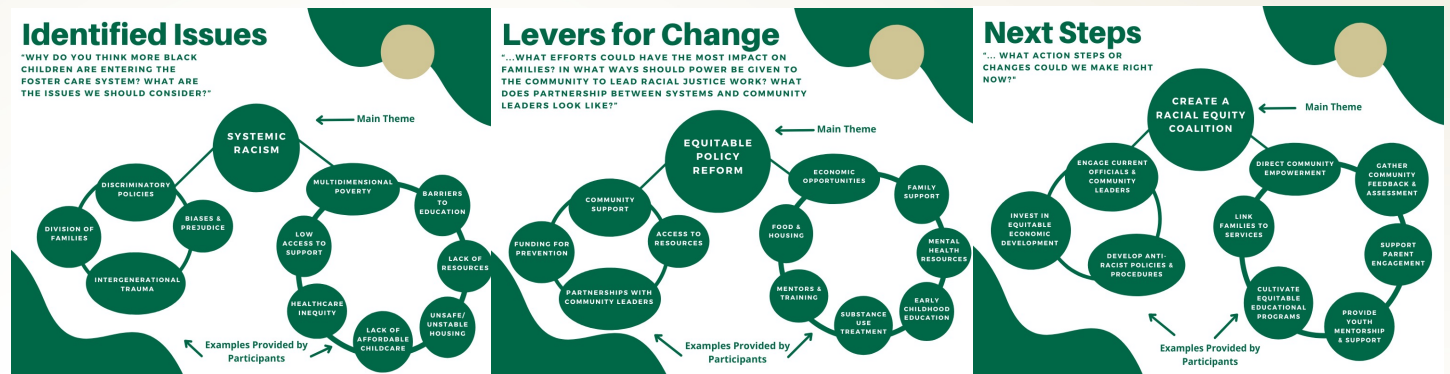 Identified Issues
"WHY DO YOU THINK MORE BLACK
CHILDREN ARE ENTERING THE
FOSTER CARE SYSTEM? WHAT ARE
THE ISSUES WE SHOULD CONSIDER?"
SYSTEMIC
RACISM
Main Theme
DISCRIMINATORY
POLICIES
DIVISION OF
FAMILIES
BIASES &
PREJUDICE
INTERGENERATIONAL
TRAUMA
MULTIDIMENSIONAL
POVERTY
BARRIERS
TO
EDUCATION
LOW
ACCESS TO
SUPPORT
LACK OF
RESOURCES
HEALTHCARE
INEQUITY
UNSAFE/
UNSTABLE
HOUSING
LACK OF
AFFORDABLE
CHILDCARE
Examples Provided by
Participants
Levers for Change
"...WHAT EFFORTS COULD HAVE THE MOST IMPACT ON
FAMILIES? IN WHAT WAYS SHOULD POWER BE GIVEN TO
THE COMMUNITY TO LEAD RACIAL JUSTICE WORK? WHAT
DOES PARTNERSHIP BETWEEN SYSTEMS AND COMMUNITY
LEADERS LOOK LIKE?"
EQUITABLE
POLICY
REFORM
Main Theme
COMMUNITY
SUPPORT
FUNDING FOR
PREVENTION
ACCESS TO
RESOURCES
PARTNERSHIPS WITH
COMMUNITY LEADERS
ECONOMIC
OPPORTUNITIES
FAMILY
SUPPORT
FOOD &
HOUSING
MENTAL
HEALTH
RESOURCES
MENTORS &
TRAINING
EARLY
CHILDHOOD
EDUCATION
SUBSTANCE
USE
TREATMENT
Examples Provided by
Participants
Next Steps
"... WHAT ACTION STEPS OR
CHANGES COULD WE MAKE RIGHT
NOW?"
CREATE A
RACIAL EQUITY
COALITION
Main Theme
ENGAGE CURRENT
OFFICIALS &
COMMUNITY
LEADERS
INVEST IN
EQUITABLE
ECONOMIC
DEVELOPMENT
DEVELOP ANTI-
RACIST POLICIES &
PROCEDURES
DIRECT COMMUNITY
EMPOWERMENT
GATHER
COMMUNITY
FEEDBACK &
ASSESSMENT
LINK
FAMILIES TO
SERVICES
SUPPORT
PARENT
ENGAGEMENT
CULTIVATE
EQUITABLE
EDUCATIONAL
PROGRAMS
PROVIDE
YOUTH
MENTORSHIP
& SUPPORT
Examples Provided by
Participants